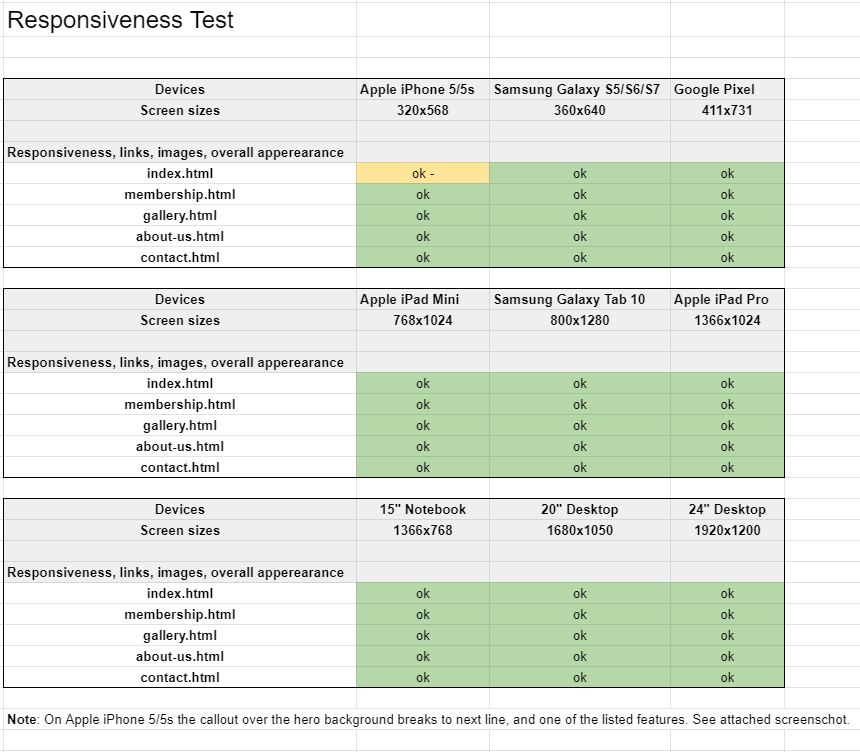 Responsiveness Test
Devices Apple iPhone 5/5s Samsung Galaxy S5/S6/S7 Google Pixel
Screen sizes 320x568 360x640 411x731
Responsiveness, links, images, overall apperearance
index.html ok - ok ok
membership.html ok ok ok
gallery.html ok ok ok
about-us.html ok ok ok
contact.html ok ok ok
Devices Apple iPad Mini Samsung Galaxy Tab 10 Apple iPad Pro
Screen sizes 768x1024 800x1280 1366x1024
Responsiveness, links, images, overall apperearance
index.html ok ok ok
membership.html ok ok ok
gallery.html ok ok ok
about-us.html ok ok ok
contact.html ok ok ok
Devices 15" Notebook 20" Desktop 24" Desktop
Screen sizes 1366x768 1680x1050 1920x1200
Responsiveness, links, images, overall apperearance
index.html ok ok ok
membership.html ok ok ok
gallery.html ok ok ok
about-us.html ok ok ok
contact.html ok ok ok
Note: On Apple iPhone 5/5s the callout over the hero background breaks to next line, and one of the listed features. See attached screenschot.